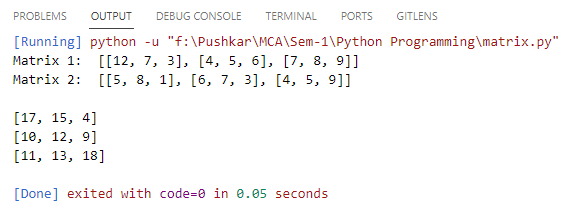 PROBLEMS OUTPUT DEBUG CONSOLE TERMINAL PORTS GITLENS
[Running] python -u "f:\Pushkar\MCA\Sem-1\Python Programming\matrix.py"
Matrix 1:  [[12, 7, 3], [4, 5, 6], [7, 8, 9]]
Matrix 2:  [[5, 8, 1], [6, 7, 3], [4, 5, 9]]
[17, 15, 4]
[10, 12, 9]
[11, 13, 18]
[Done] exited with code=0 in 0.05 seconds